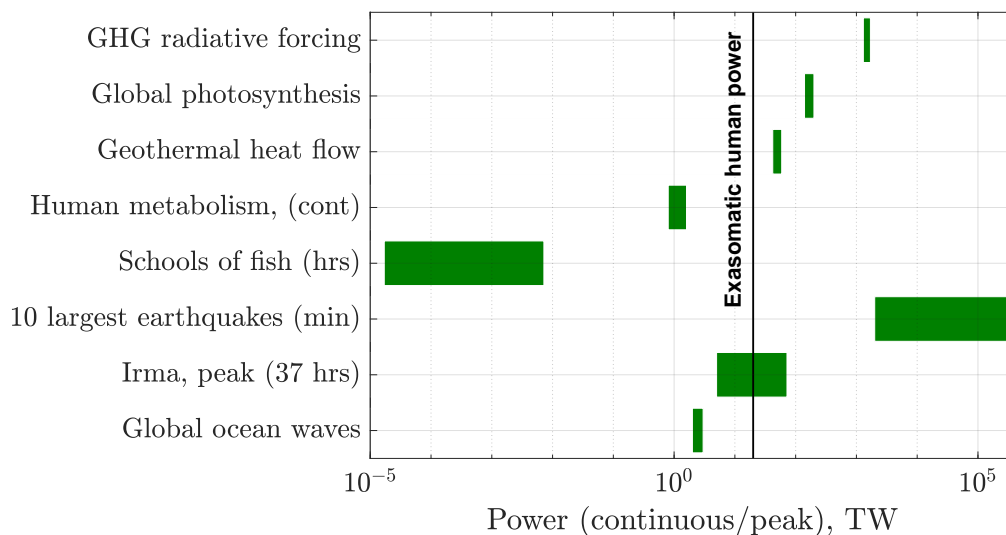 GHG radiative forcing
Global photosynthesis
Geothermal heat flow
Human metabolism, (cont)
Schools of fish (hrs)
10 largest earthquakes (min)
Irma, peak (37 hrs)
Global ocean waves
Exasomatic human power
10⁻⁵
10⁰
10⁵
Power (continuous/peak), TW